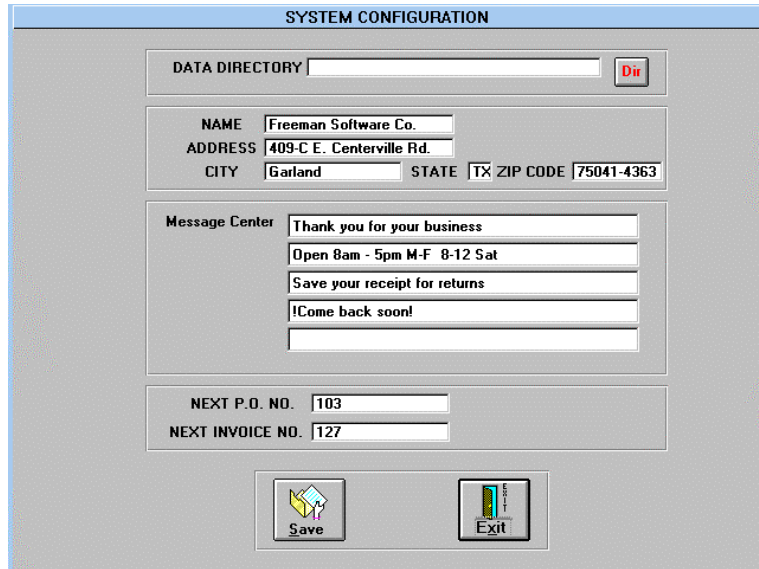 SYSTEM CONFIGURATION
DATA DIRECTORY Dir
NAME Freeman Software Co.
ADDRESS 409-C E. Centerville Rd.
CITY Garland STATE TX ZIP CODE 75041-4363
Message Center Thank you for your business
Open 8am - 5pm M-F 8-12 Sat
Save your receipt for returns
!Come back soon!
NEXT P.O. NO. 103
NEXT INVOICE NO. 127
EXIT
Save Exit